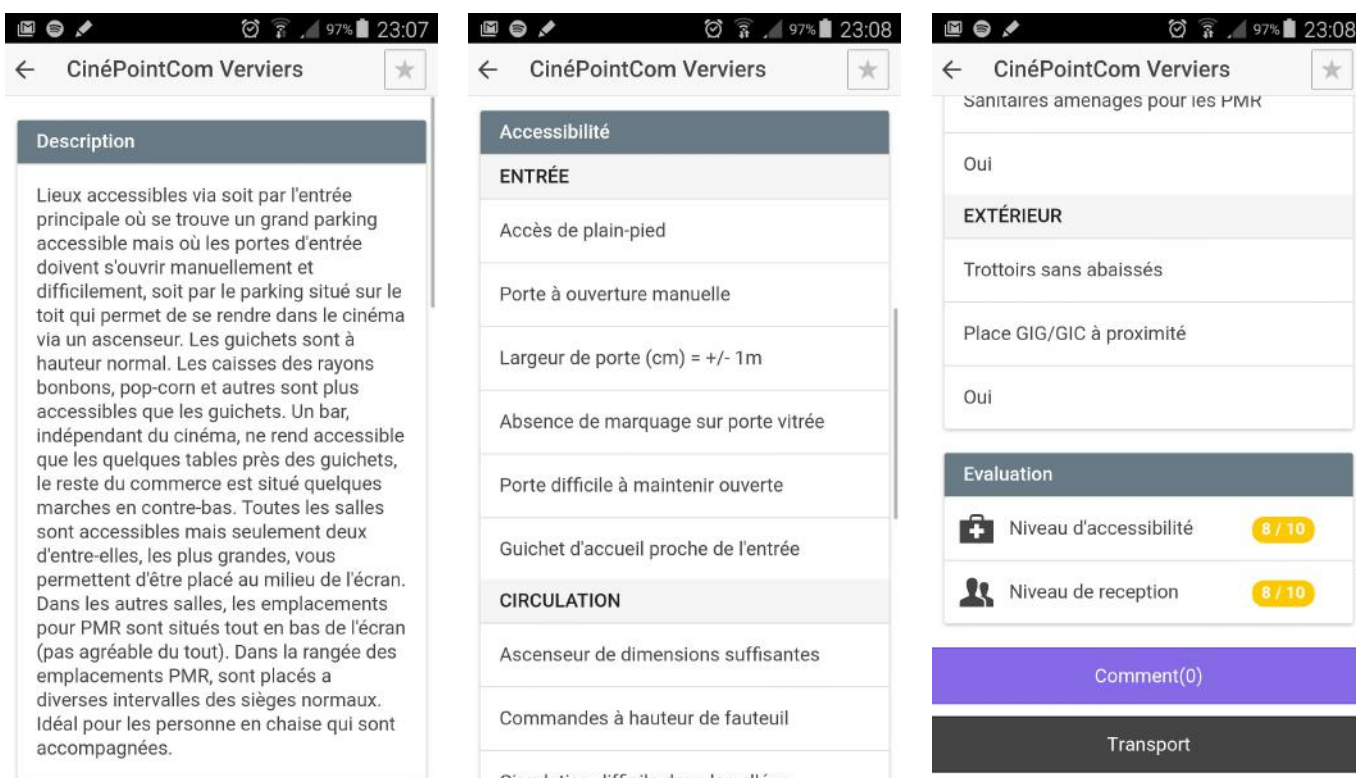 97% 23:07
CinéPointCom Verviers
Description
Lieux accessibles via soit par l'entrée
principale où se trouve un grand parking
accessible mais où les portes d'entrée
doivent s'ouvrir manuellement et
difficilement, soit par le parking situé sur le
toit qui permet de se rendre dans le cinéma
via un ascenseur. Les guichets sont à
hauteur normal. Les caisses des rayons
bonbons, pop-corn et autres sont plus
accessibles que les guichets. Un bar,
indépendant du cinéma, ne rend accessible
que les quelques tables près des guichets,
le reste du commerce est situé quelques
marches en contre-bas. Toutes les salles
sont accessibles mais seulement deux
d'entre-elles, les plus grandes, vous
permettent d'être placé au milieu de l'écran.
Dans les autres salles, les emplacements
pour PMR sont situés tout en bas de l'écran
(pas agréable du tout). Dans la rangée des
emplacements PMR, sont placés a
diverses intervalles des sièges normaux.
Idéal pour les personne en chaise qui sont
accompagnées.
97% 23:08
CinéPointCom Verviers
Accessibilité
ENTRÉE
Accès de plain-pied
Porte à ouverture manuelle
Largeur de porte (cm) = +/- 1m
Absence de marquage sur porte vitrée
Porte difficile à maintenir ouverte
Guichet d'accueil proche de l'entrée
CIRCULATION
Ascenseur de dimensions suffisantes
Commandes à hauteur de fauteuil
97% 23:08
CinéPointCom Verviers
Sanitaires aménagés pour les PMR
Oui
EXTÉRIEUR
Trottoirs sans abaissés
Place GIG/GIC à proximité
Oui
Evaluation
Niveau d'accessibilité 8 / 10
Niveau de reception 8 / 10
Comment(0)
Transport